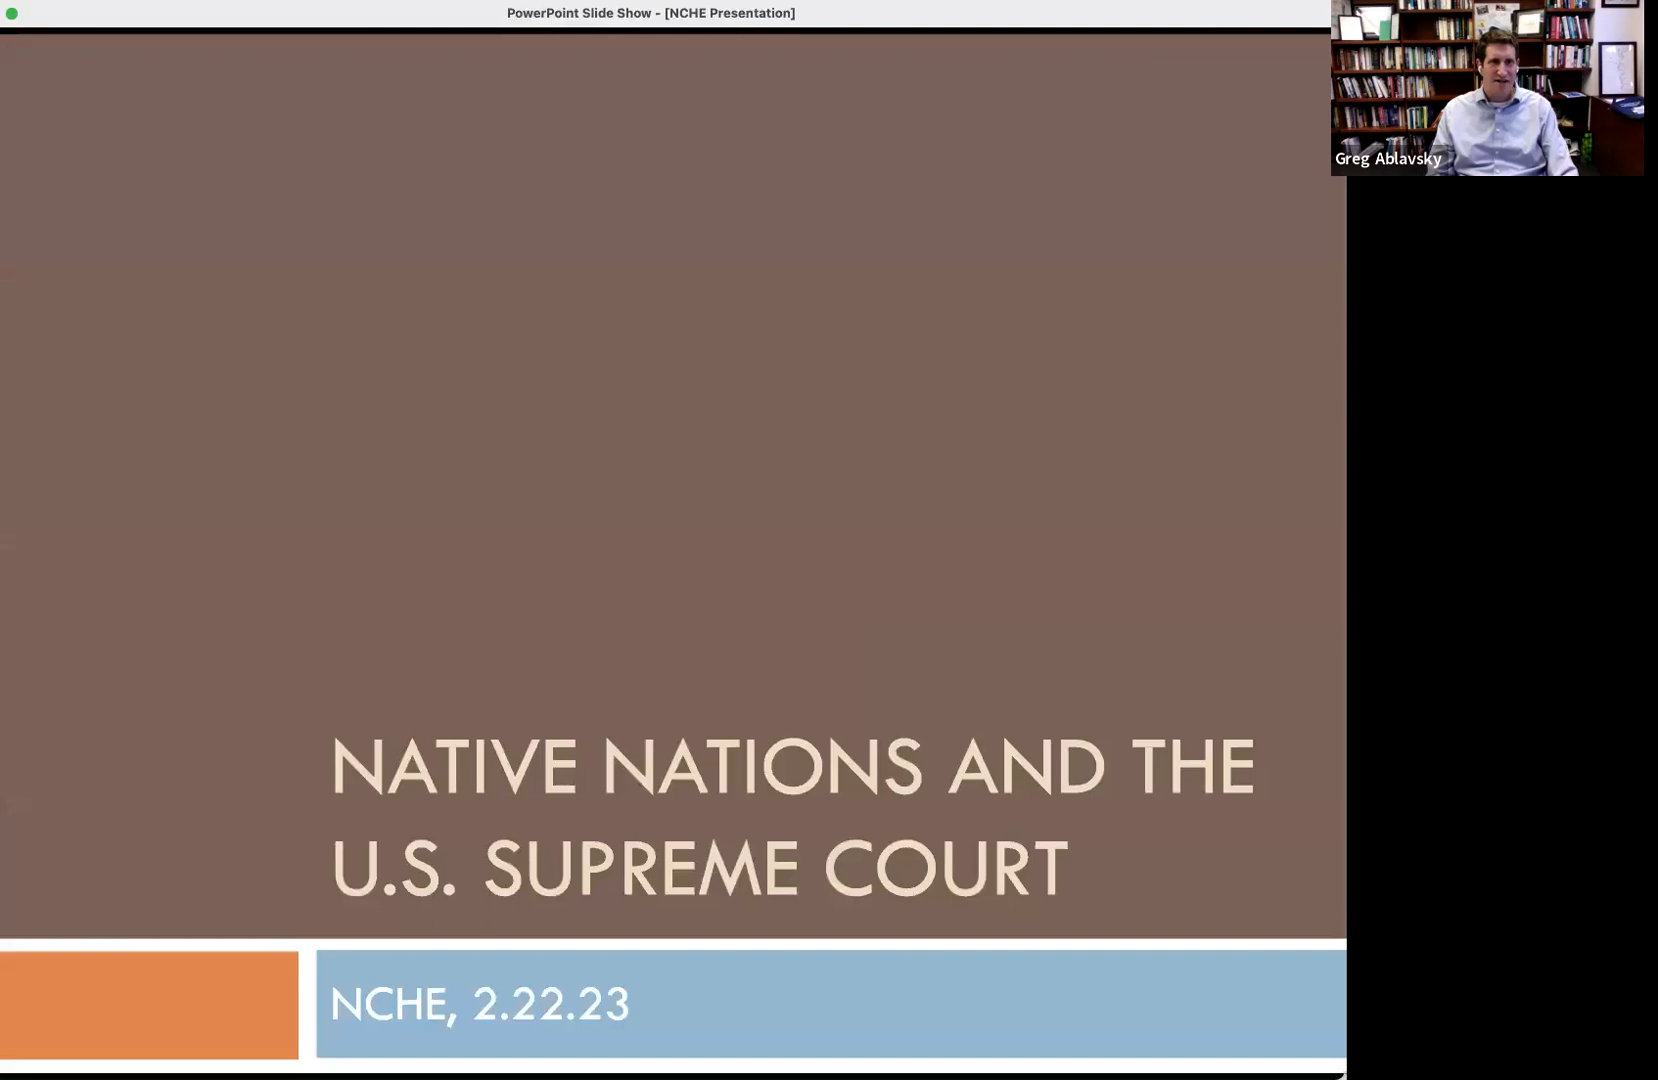 PowerPoint Slide Show - [NCHE Presentation]
Greg Ablavsky
NATIVE NATIONS AND THE
U.S. SUPREME COURT
NCHE, 2.22.23